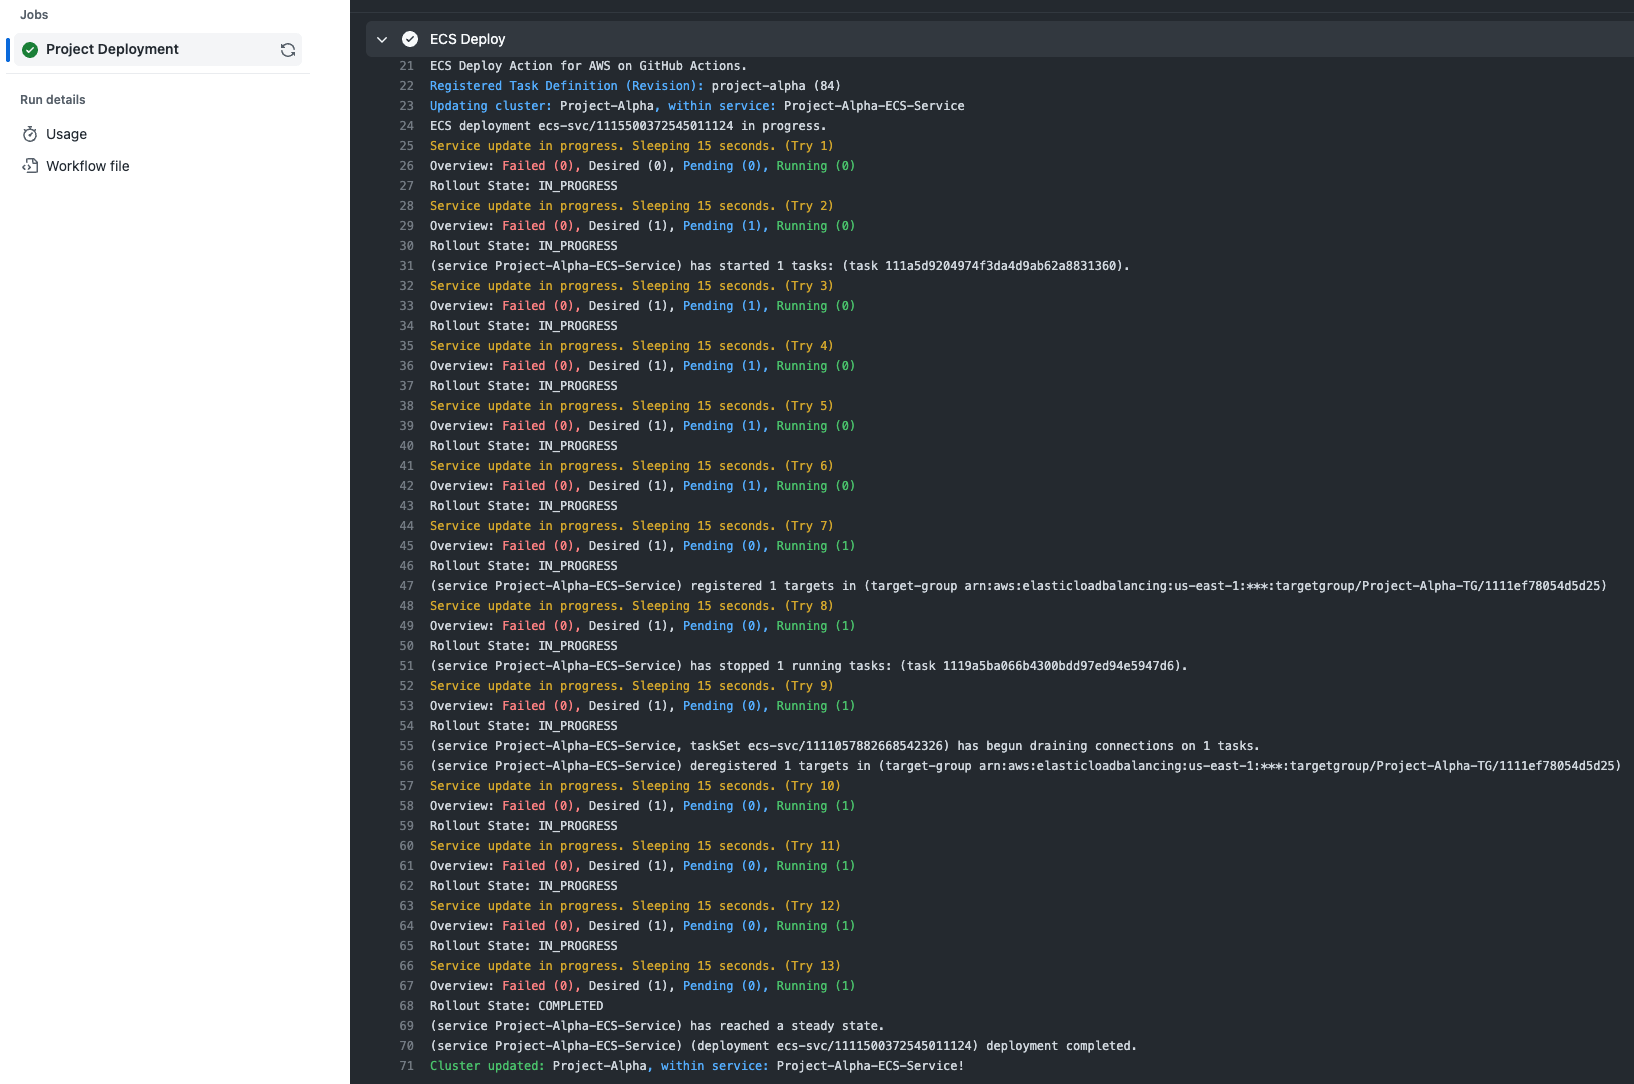 Jobs
Project Deployment
Run details
Usage
Workflow file
ECS Deploy
21 ECS Deploy Action for AWS on GitHub Actions.
22 Registered Task Definition (Revision): project-alpha (84)
23 Updating cluster: Project-Alpha, within service: Project-Alpha-ECS-Service
24 ECS deployment ecs-svc/1115500372545011124 in progress.
25 Service update in progress. Sleeping 15 seconds. (Try 1)
26 Overview: Failed (0), Desired (0), Pending (0), Running (0)
27 Rollout State: IN_PROGRESS
28 Service update in progress. Sleeping 15 seconds. (Try 2)
29 Overview: Failed (0), Desired (1), Pending (1), Running (0)
30 Rollout State: IN_PROGRESS
31 (service Project-Alpha-ECS-Service) has started 1 tasks: (task 111a5d9204974f3da4d9ab62a8831360).
32 Service update in progress. Sleeping 15 seconds. (Try 3)
33 Overview: Failed (0), Desired (1), Pending (1), Running (0)
34 Rollout State: IN_PROGRESS
35 Service update in progress. Sleeping 15 seconds. (Try 4)
36 Overview: Failed (0), Desired (1), Pending (1), Running (0)
37 Rollout State: IN_PROGRESS
38 Service update in progress. Sleeping 15 seconds. (Try 5)
39 Overview: Failed (0), Desired (1), Pending (1), Running (0)
40 Rollout State: IN_PROGRESS
41 Service update in progress. Sleeping 15 seconds. (Try 6)
42 Overview: Failed (0), Desired (1), Pending (1), Running (0)
43 Rollout State: IN_PROGRESS
44 Service update in progress. Sleeping 15 seconds. (Try 7)
45 Overview: Failed (0), Desired (1), Pending (0), Running (1)
46 Rollout State: IN_PROGRESS
47 (service Project-Alpha-ECS-Service) registered 1 targets in (target-group arn:aws:elasticloadbalancing:us-east-1:***:targetgroup/Project-Alpha-TG/1111ef78054d5d25)
48 Service update in progress. Sleeping 15 seconds. (Try 8)
49 Overview: Failed (0), Desired (1), Pending (0), Running (1)
50 Rollout State: IN_PROGRESS
51 (service Project-Alpha-ECS-Service) has stopped 1 running tasks: (task 1119a5ba066b4300bdd97ed94e5947d6).
52 Service update in progress. Sleeping 15 seconds. (Try 9)
53 Overview: Failed (0), Desired (1), Pending (0), Running (1)
54 Rollout State: IN_PROGRESS
55 (service Project-Alpha-ECS-Service, taskSet ecs-svc/1111057882668542326) has begun draining connections on 1 tasks.
56 (service Project-Alpha-ECS-Service) deregistered 1 targets in (target-group arn:aws:elasticloadbalancing:us-east-1:***:targetgroup/Project-Alpha-TG/1111ef78054d5d25)
57 Service update in progress. Sleeping 15 seconds. (Try 10)
58 Overview: Failed (0), Desired (1), Pending (0), Running (1)
59 Rollout State: IN_PROGRESS
60 Service update in progress. Sleeping 15 seconds. (Try 11)
61 Overview: Failed (0), Desired (1), Pending (0), Running (1)
62 Rollout State: IN_PROGRESS
63 Service update in progress. Sleeping 15 seconds. (Try 12)
64 Overview: Failed (0), Desired (1), Pending (0), Running (1)
65 Rollout State: IN_PROGRESS
66 Service update in progress. Sleeping 15 seconds. (Try 13)
67 Overview: Failed (0), Desired (1), Pending (0), Running (1)
68 Rollout State: COMPLETED
69 (service Project-Alpha-ECS-Service) has reached a steady state.
70 (service Project-Alpha-ECS-Service) (deployment ecs-svc/1111500372545011124) deployment completed.
71 Cluster updated: Project-Alpha, within service: Project-Alpha-ECS-Service!